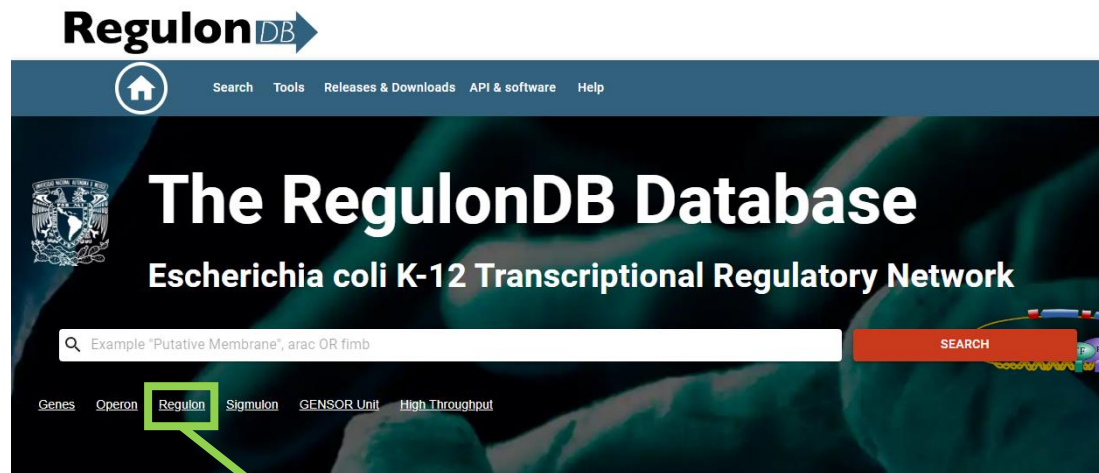 RegulonDB
Search Tools Releases & Downloads API & software Help
The RegulonDB Database
Escherichia coli K-12 Transcriptional Regulatory Network
Example "Putative Membrane", arac OR fimb
SEARCH
Genes Operon Regulon Sigmulon GENSOR Unit High Throughput